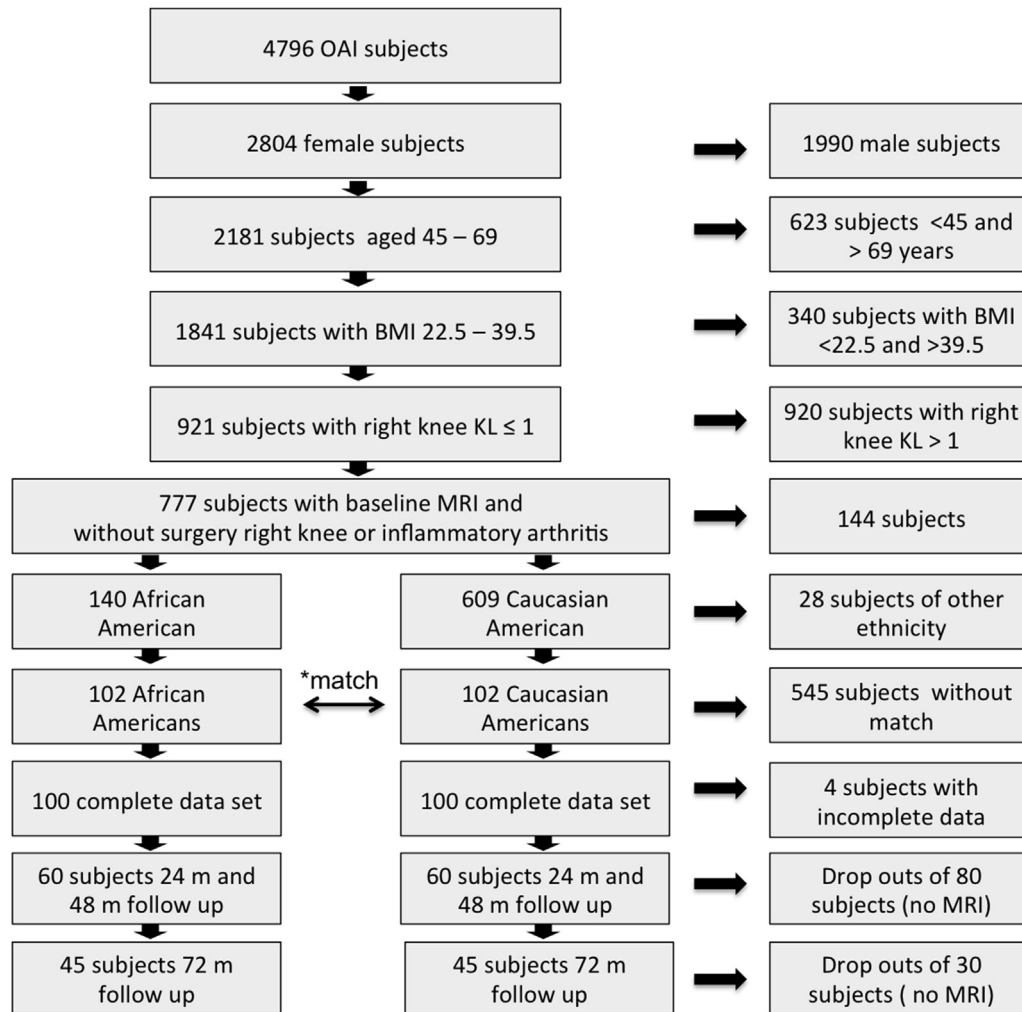 4796 OAI subjects
2804 female subjects
1990 male subjects
2181 subjects aged 45 – 69
623 subjects <45 and
> 69 years
1841 subjects with BMI 22.5 – 39.5
340 subjects with BMI
<22.5 and >39.5
921 subjects with right knee KL ≤ 1
920 subjects with right
knee KL > 1
777 subjects with baseline MRI and
without surgery right knee or inflammatory arthritis
144 subjects
140 African
American
609 Caucasian
American
28 subjects of other
ethnicity
102 African
Americans
*match
102 Caucasian
Americans
545 subjects without
match
100 complete data set
100 complete data set
4 subjects with
incomplete data
60 subjects 24 m and
48 m follow up
60 subjects 24 m and
48 m follow up
Drop outs of 80
subjects (no MRI)
45 subjects 72 m
follow up
45 subjects 72 m
follow up
Drop outs of 30
subjects ( no MRI)